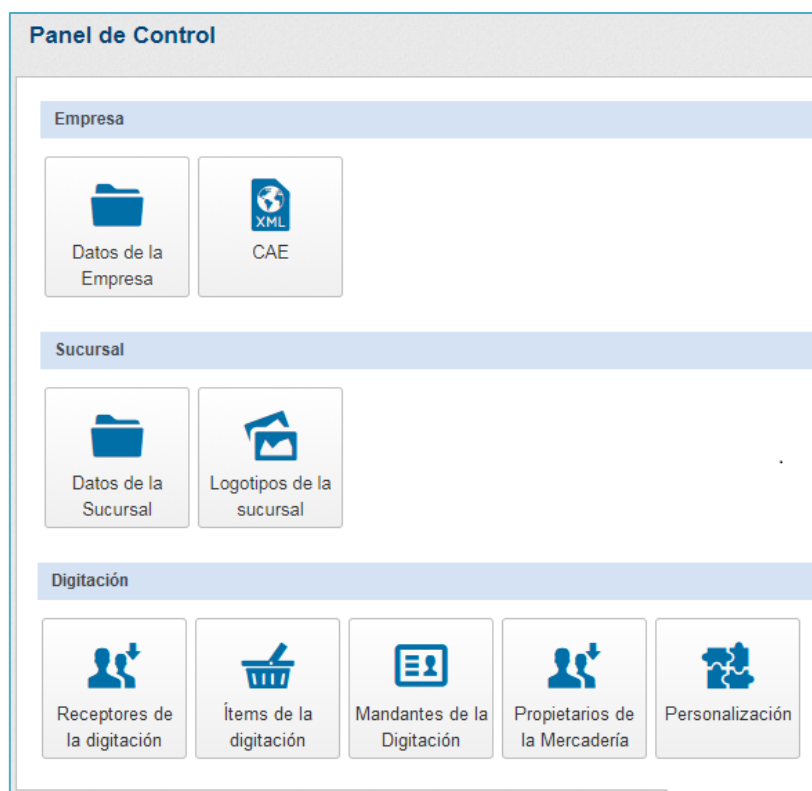 Panel de Control
Empresa
Datos de la
Empresa
XML
CAE
Sucursal
Datos de la
Sucursal
Logotipos de la
sucursal
.
Digitación
Receptores de
la digitación
Ítems de la
digitación
Mandantes de la
Digitación
Propietarios de
la Mercadería
Personalización